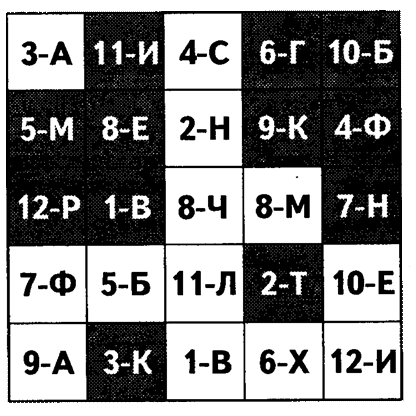 3-А 11-И 4-С 6-Г 10-Б
5-М 8-Е 2-Н 9-К 4-Ф
12-Р 1-В 8-Ч 8-М 7-Н
7-Ф 5-Б 11-Л 2-Т 10-Е
9-А 3-К 1-В 6-Х 12-И